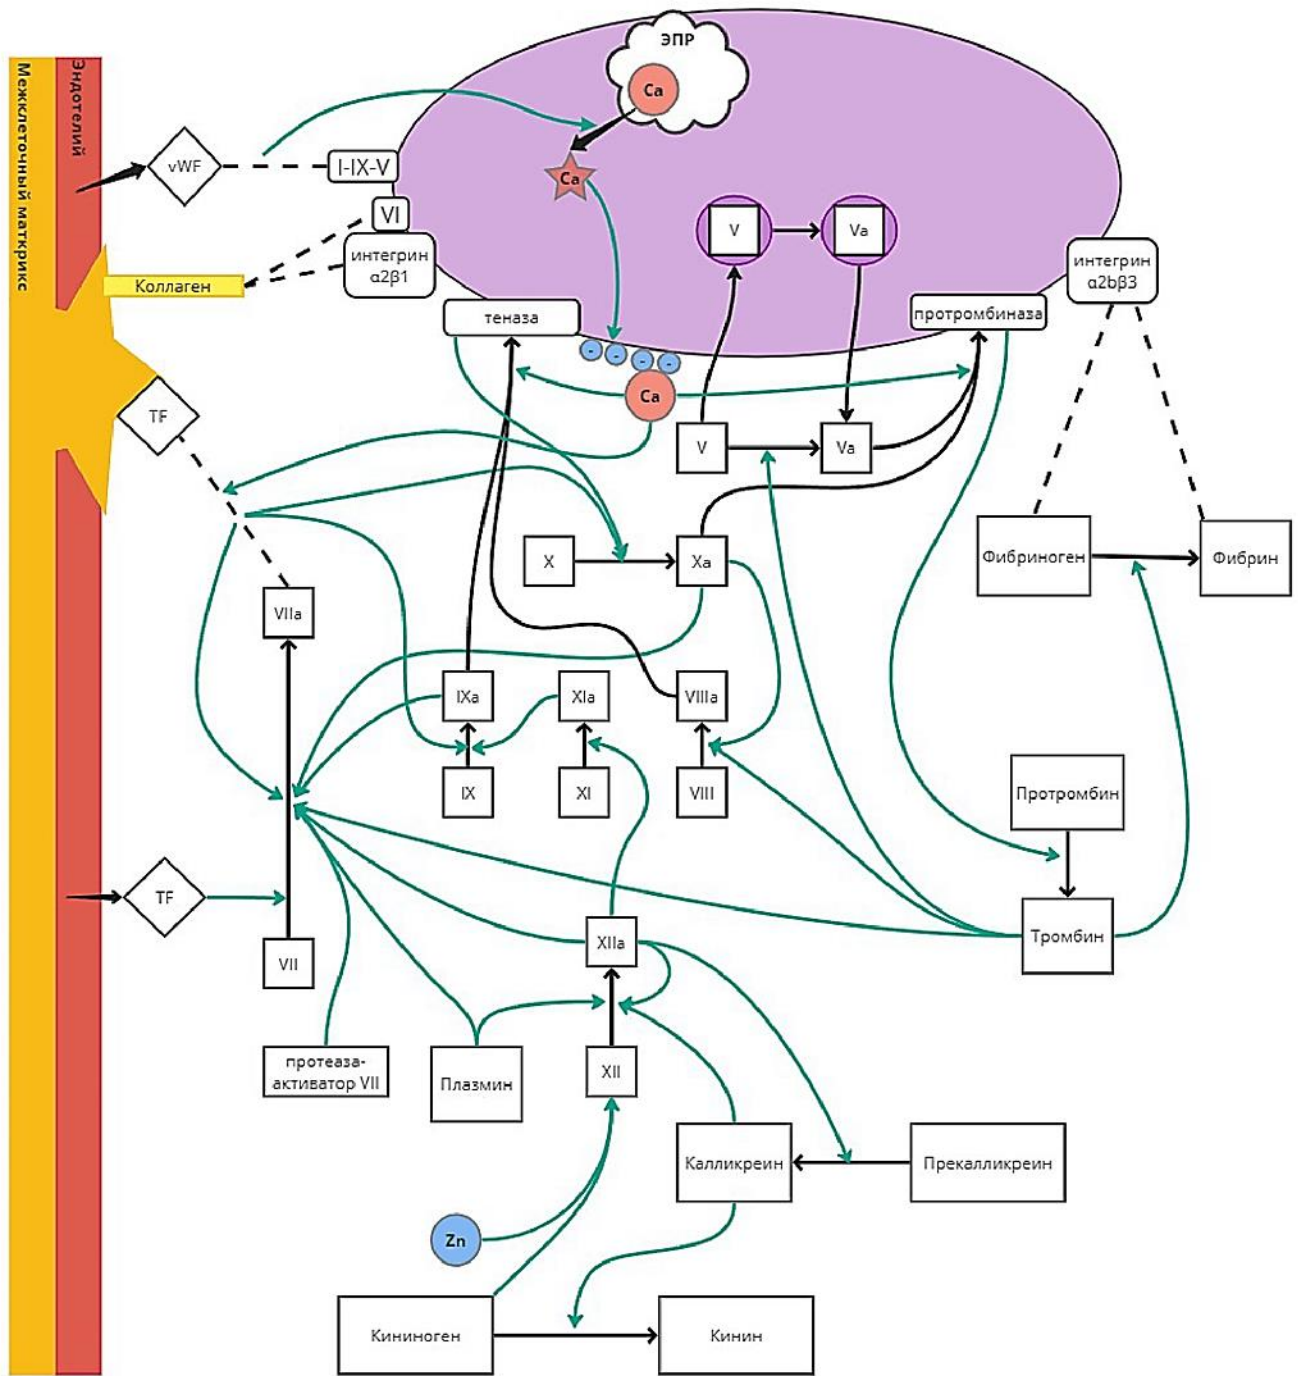 Межклеточный маткрикс
Эндотелий
ЭПР
Ca
vWF
I-IX-V
Ca
VI
V
Va
интегрин
α2β1
интегрин
α2bβ3
Коллаген
теназа
протромбиназа
-
-
-
-
Ca
TF
V
Va
X
Xa
Фибриноген
Фибрин
VIIa
IXa
XIa
VIIIa
IX
XI
VIII
Протромбин
TF
Тромбин
XIIa
VII
протеаза-
активатор VII
Плазмин
XII
Калликреин
Прекалликреин
Zn
Кининоген
Кинин